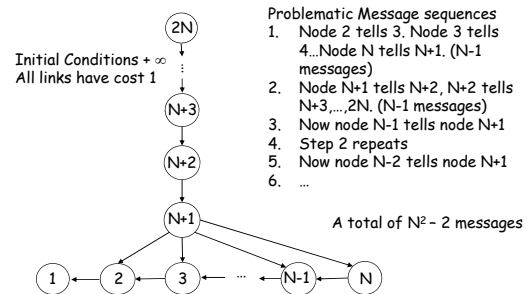 Problematic Message sequences
1. Node 2 tells 3. Node 3 tells
4…Node N tells N+1. (N-1
messages)
2. Node N+1 tells N+2, N+2 tells
N+3,…,2N. (N-1 messages)
3. Now node N-1 tells node N+1
4. Step 2 repeats
5. Now node N-2 tells node N+1
6. …
A total of N² – 2 messages
Initial Conditions + ∞
All links have cost 1
2N
⋮
N+3
N+2
N+1
1 2 3 … N-1 N